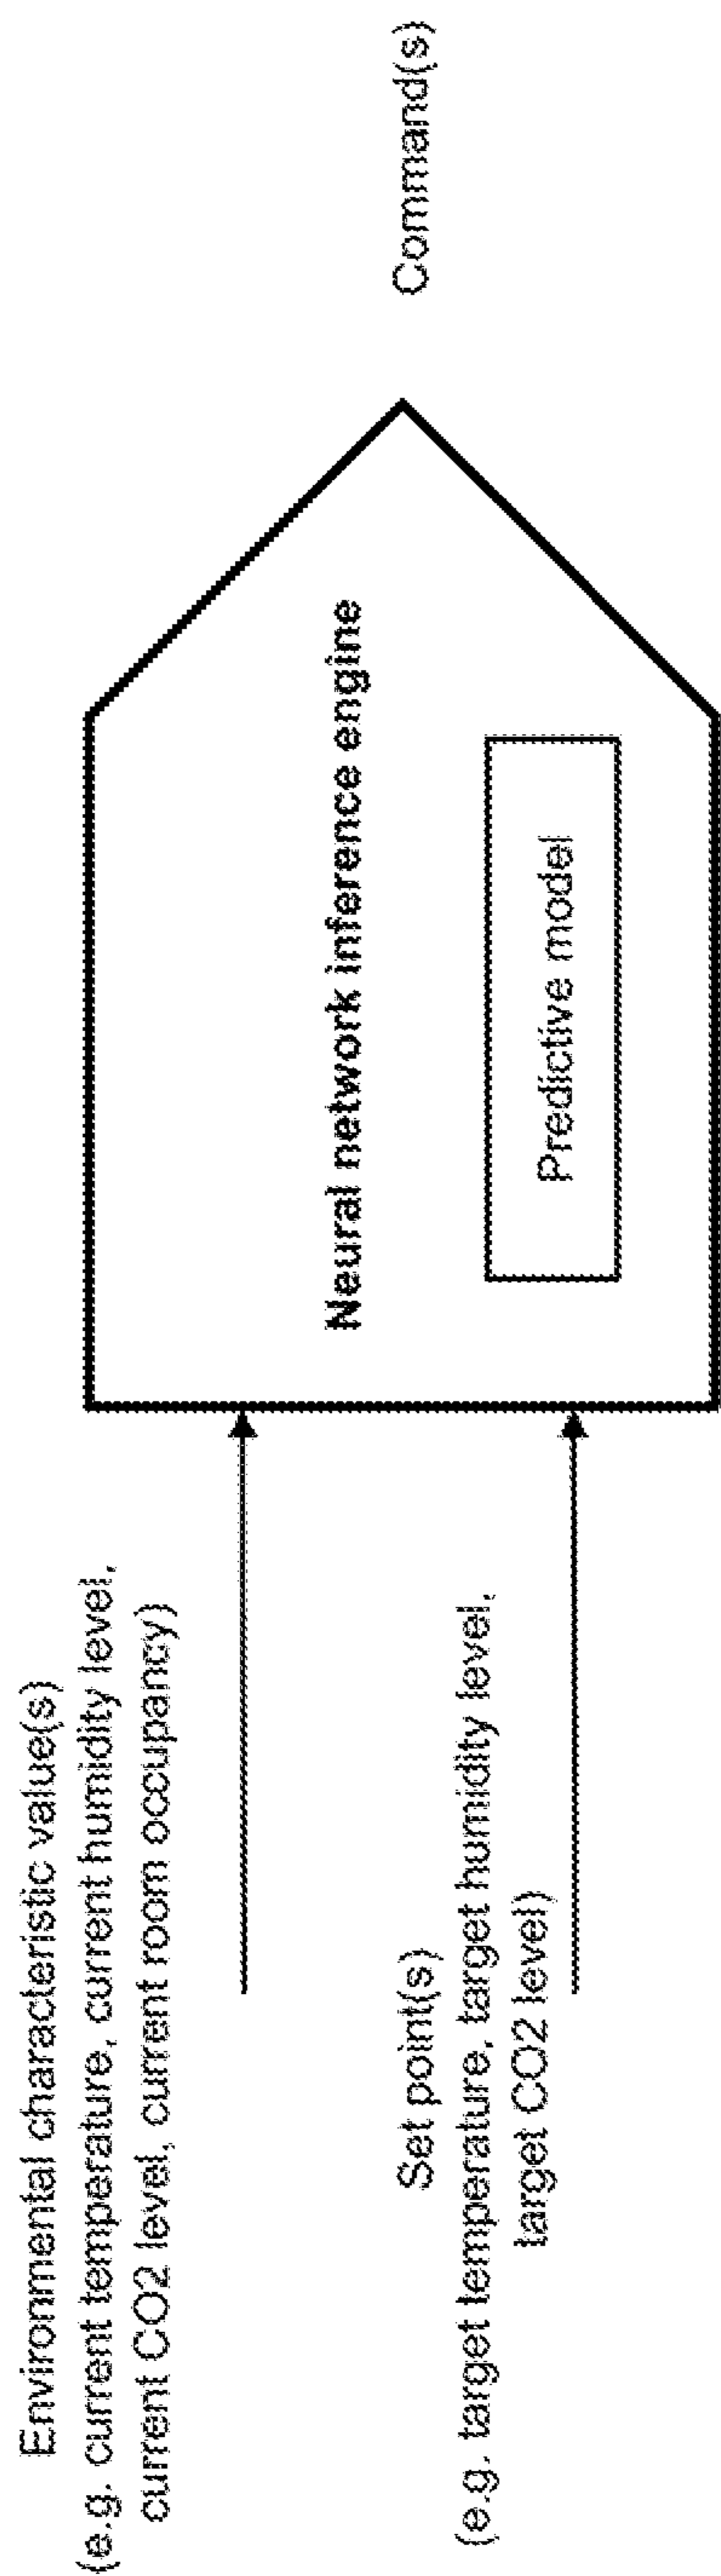 Environmental characteristic value(s)
(e.g. current temperature, current humidity level,
current CO2 level, current room occupancy)
Set point(s)
(e.g. target temperature, target humidity level,
target CO2 level)
Neural network inference engine
Predictive model
Command(s)